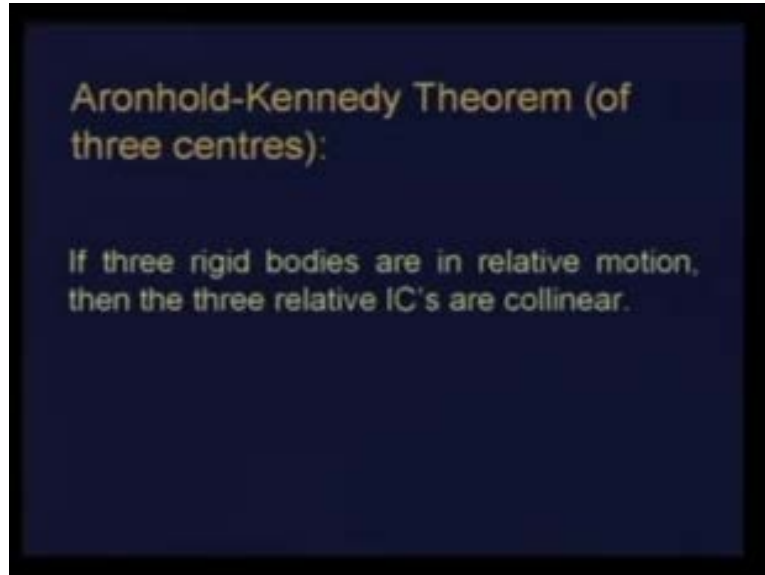 Aronhold-Kennedy Theorem (of
three centres):
If three rigid bodies are in relative motion,
then the three relative IC's are collinear.